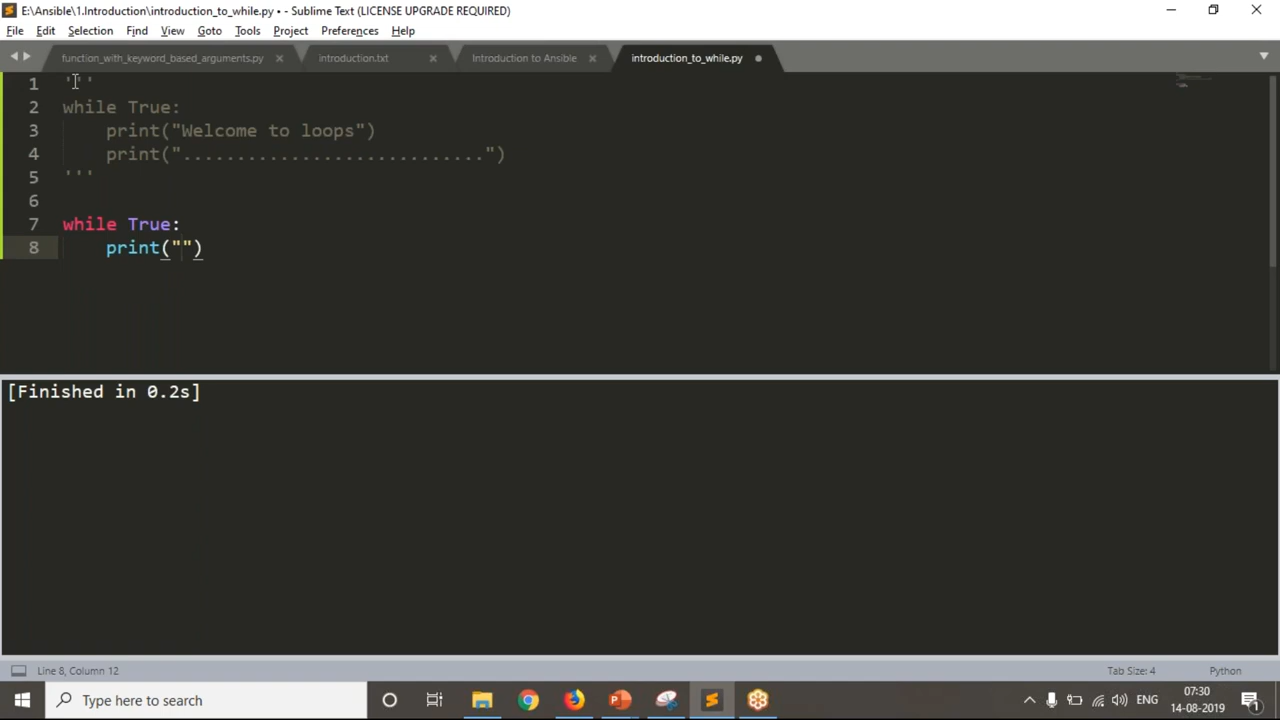 E:\Ansible\1.Introduction\introduction_to_while.py • - Sublime Text (LICENSE UPGRADE REQUIRED)
File Edit Selection Find View Goto Tools Project Preferences Help
function_with_keyword_based_arguments.py introduction.txt Introduction to Ansible introduction_to_while.py
1 '''
2 while True:
3     print("Welcome to loops")
4     print("............................")
5 '''
6
7 while True:
8     print("")
[Finished in 0.2s]
Line 8, Column 12 Tab Size: 4 Python
Type here to search ENG 07:30
14-08-2019 1